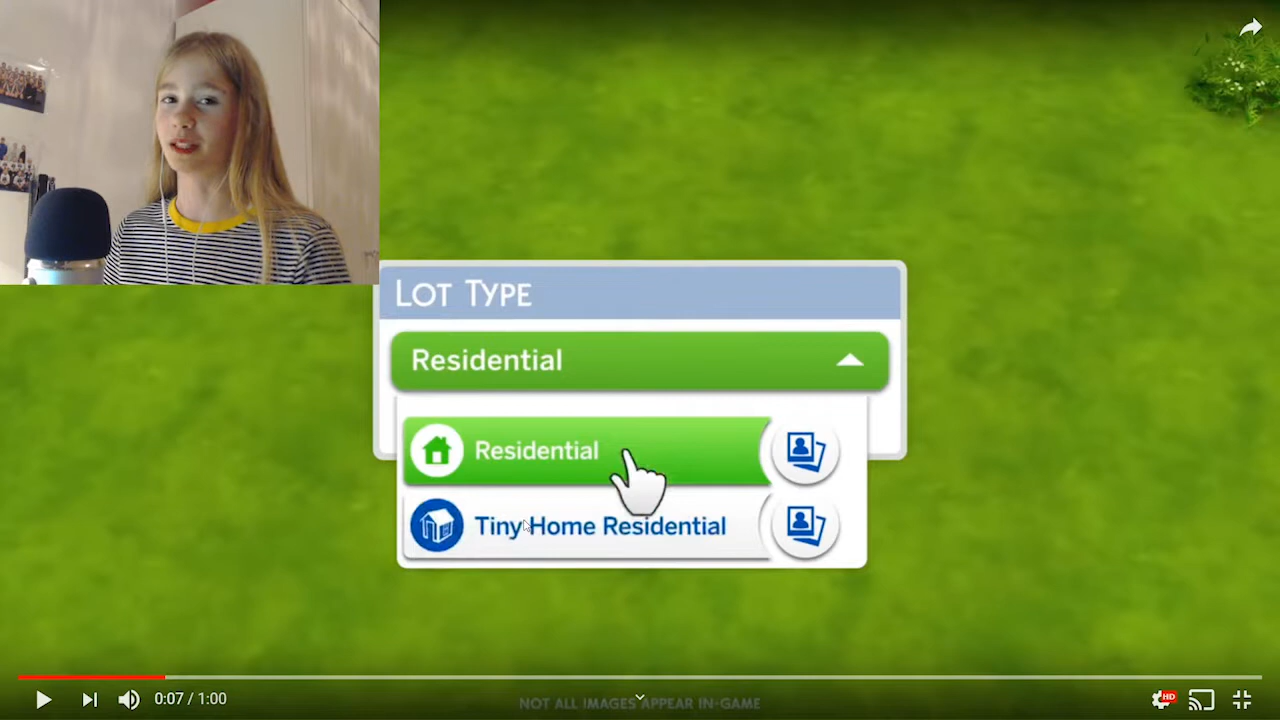 LOT TYPE
Residential
Residential
Tiny Home Residential
0:07 / 1:00
NOT ALL IMAGES APPEAR IN-GAME
HD